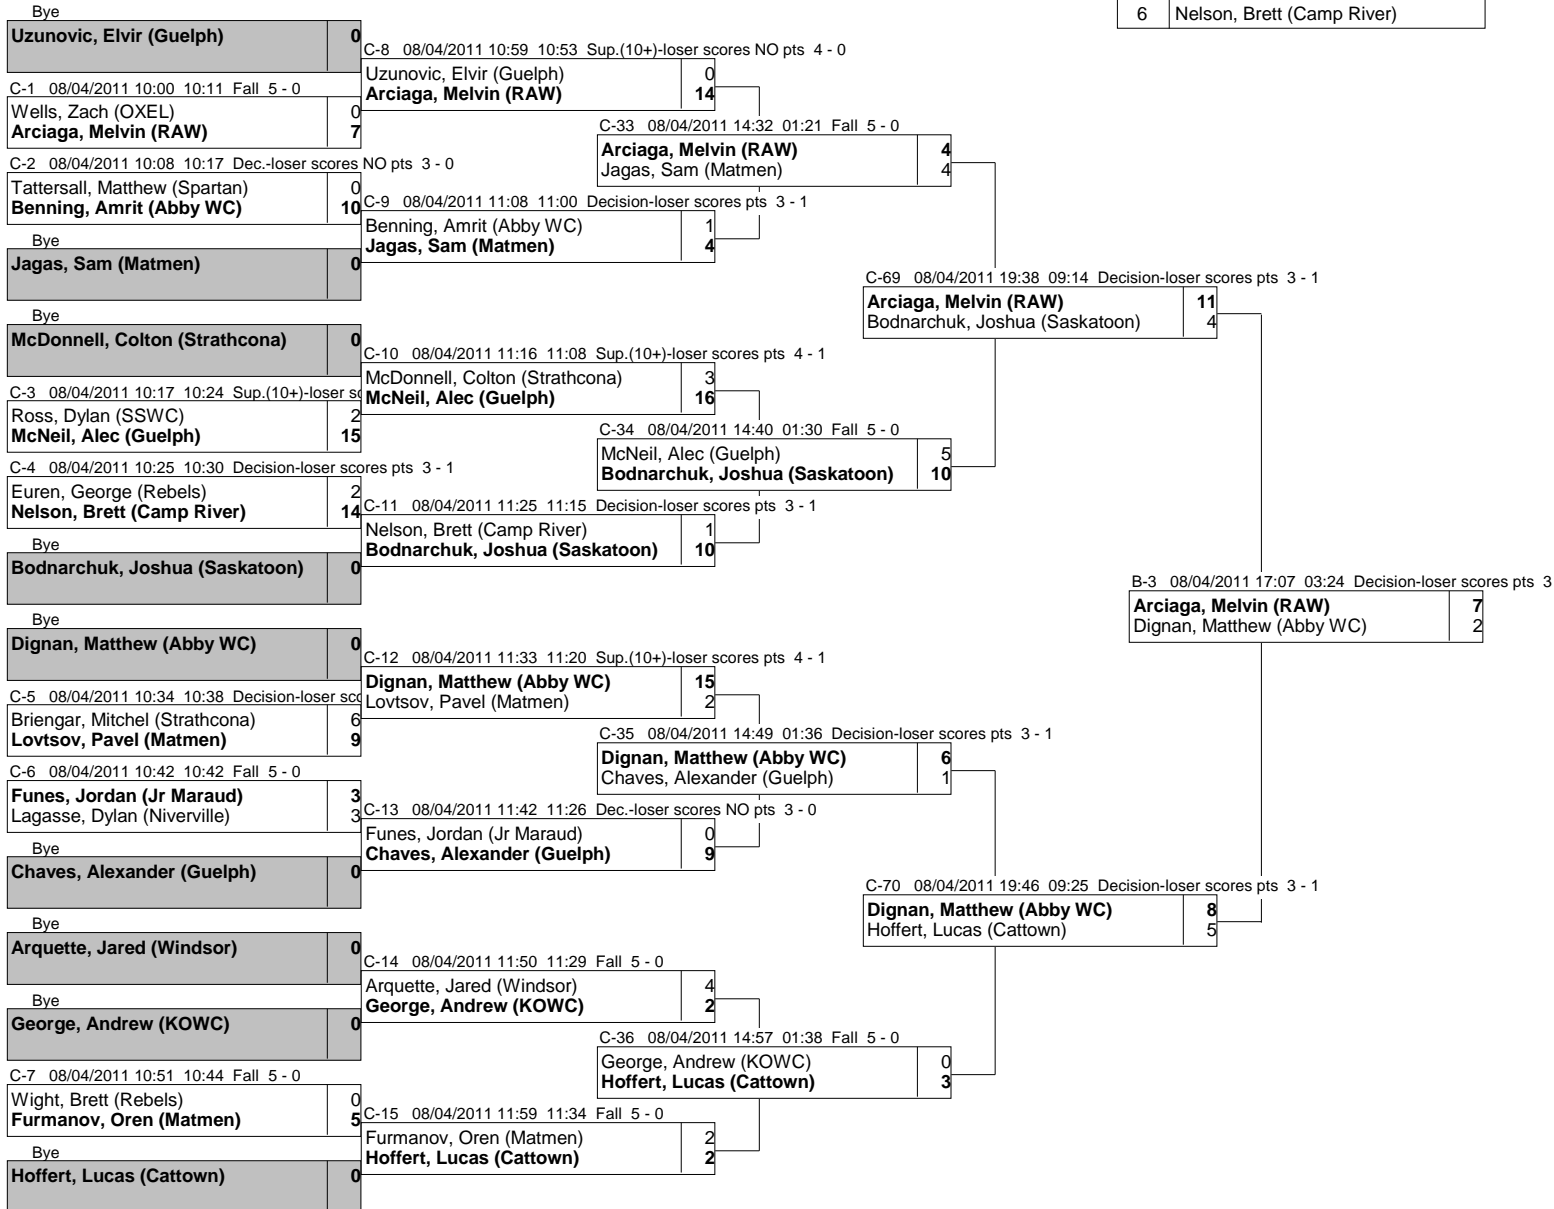 6 Nelson, Brett (Camp River)
Bye
Uzunovic, Elvir (Guelph) 0
C-1 08/04/2011 10:00 10:11 Fall 5 - 0
Wells, Zach (OXEL) 0
Arciaga, Melvin (RAW) 7
C-2 08/04/2011 10:08 10:17 Dec.-loser scores NO pts 3 - 0
Tattersall, Matthew (Spartan) 0
Benning, Amrit (Abby WC) 10
Bye
Jagas, Sam (Matmen) 0
Bye
McDonnell, Colton (Strathcona) 0
C-3 08/04/2011 10:17 10:24 Sup.(10+)-loser sc
Ross, Dylan (SSWC) 2
McNeil, Alec (Guelph) 15
C-4 08/04/2011 10:25 10:30 Decision-loser scores pts 3 - 1
Euren, George (Rebels) 2
Nelson, Brett (Camp River) 14
Bye
Bodnarchuk, Joshua (Saskatoon) 0
Bye
Dignan, Matthew (Abby WC) 0
C-5 08/04/2011 10:34 10:38 Decision-loser sco
Briengar, Mitchel (Strathcona) 6
Lovtsov, Pavel (Matmen) 9
C-6 08/04/2011 10:42 10:42 Fall 5 - 0
Funes, Jordan (Jr Maraud) 3
Lagasse, Dylan (Niverville) 3
Bye
Chaves, Alexander (Guelph) 0
Bye
Arquette, Jared (Windsor) 0
Bye
George, Andrew (KOWC) 0
C-7 08/04/2011 10:51 10:44 Fall 5 - 0
Wight, Brett (Rebels) 0
Furmanov, Oren (Matmen) 5
Bye
Hoffert, Lucas (Cattown) 0
C-8 08/04/2011 10:59 10:53 Sup.(10+)-loser scores NO pts 4 - 0
Uzunovic, Elvir (Guelph) 0
Arciaga, Melvin (RAW) 14
C-9 08/04/2011 11:08 11:00 Decision-loser scores pts 3 - 1
Benning, Amrit (Abby WC) 1
Jagas, Sam (Matmen) 4
C-10 08/04/2011 11:16 11:08 Sup.(10+)-loser scores pts 4 - 1
McDonnell, Colton (Strathcona) 3
McNeil, Alec (Guelph) 16
C-11 08/04/2011 11:25 11:15 Decision-loser scores pts 3 - 1
Nelson, Brett (Camp River) 1
Bodnarchuk, Joshua (Saskatoon) 10
C-12 08/04/2011 11:33 11:20 Sup.(10+)-loser scores pts 4 - 1
Dignan, Matthew (Abby WC) 15
Lovtsov, Pavel (Matmen) 2
C-13 08/04/2011 11:42 11:26 Dec.-loser scores NO pts 3 - 0
Funes, Jordan (Jr Maraud) 0
Chaves, Alexander (Guelph) 9
C-14 08/04/2011 11:50 11:29 Fall 5 - 0
Arquette, Jared (Windsor) 4
George, Andrew (KOWC) 2
C-15 08/04/2011 11:59 11:34 Fall 5 - 0
Furmanov, Oren (Matmen) 2
Hoffert, Lucas (Cattown) 2
C-33 08/04/2011 14:32 01:21 Fall 5 - 0
Arciaga, Melvin (RAW) 4
Jagas, Sam (Matmen) 4
C-34 08/04/2011 14:40 01:30 Fall 5 - 0
McNeil, Alec (Guelph) 5
Bodnarchuk, Joshua (Saskatoon) 10
C-35 08/04/2011 14:49 01:36 Decision-loser scores pts 3 - 1
Dignan, Matthew (Abby WC) 6
Chaves, Alexander (Guelph) 1
C-36 08/04/2011 14:57 01:38 Fall 5 - 0
George, Andrew (KOWC) 0
Hoffert, Lucas (Cattown) 3
C-69 08/04/2011 19:38 09:14 Decision-loser scores pts 3 - 1
Arciaga, Melvin (RAW) 11
Bodnarchuk, Joshua (Saskatoon) 4
C-70 08/04/2011 19:46 09:25 Decision-loser scores pts 3 - 1
Dignan, Matthew (Abby WC) 8
Hoffert, Lucas (Cattown) 5
B-3 08/04/2011 17:07 03:24 Decision-loser scores pts 3
Arciaga, Melvin (RAW) 7
Dignan, Matthew (Abby WC) 2